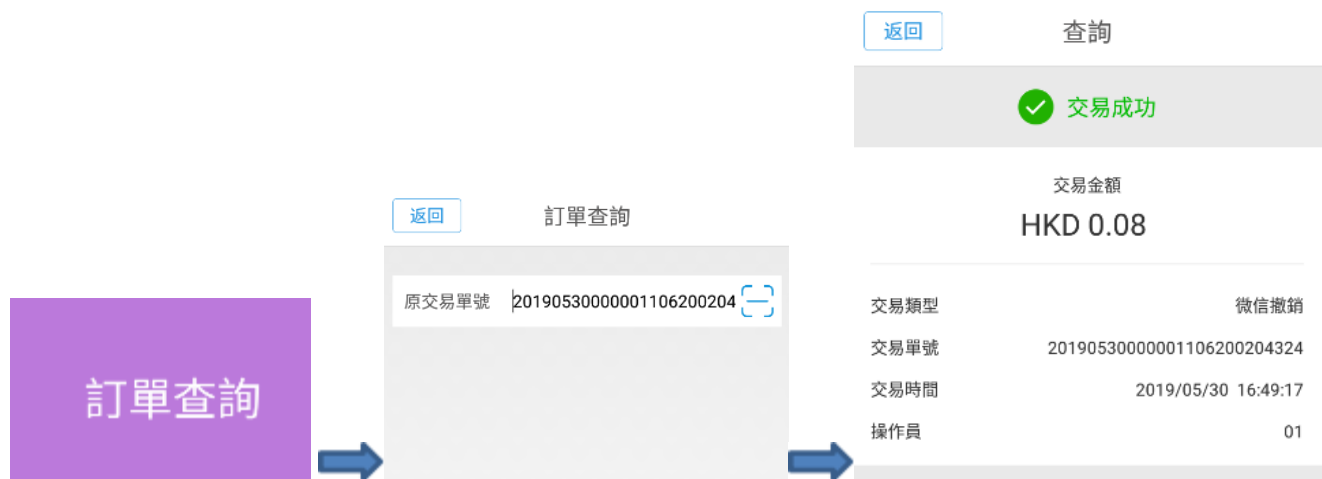 訂單查詢
返回 訂單查詢
原交易單號 20190530000001106200204
返回 查詢
交易成功
交易金額
HKD 0.08
交易類型 微信撤銷
交易單號 20190530000001106200204324
交易時間 2019/05/30 16:49:17
操作員 01